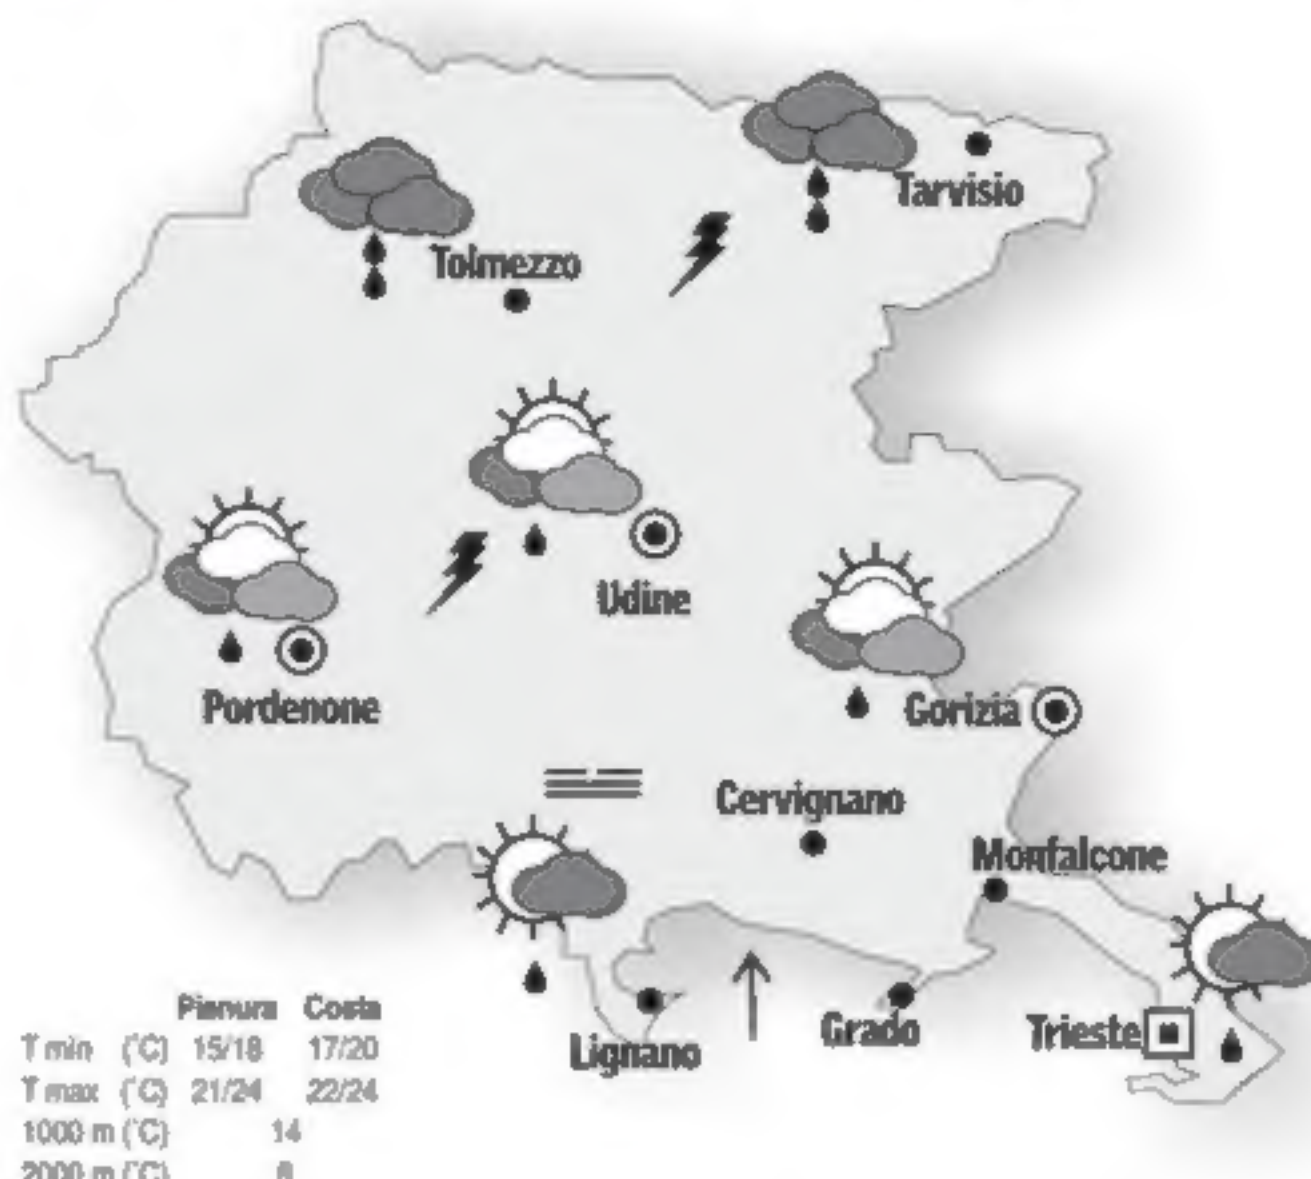 Tarvisio
Tolmezzo
Udine
Pordenone
Gorizia
Cervignano
Monfalcone
Lignano
Grado
Trieste
Pianura Costa
T min (°C) 15/18 17/20
T max (°C) 21/24 22/24
1000 m (°C) 14
2000 m (°C)